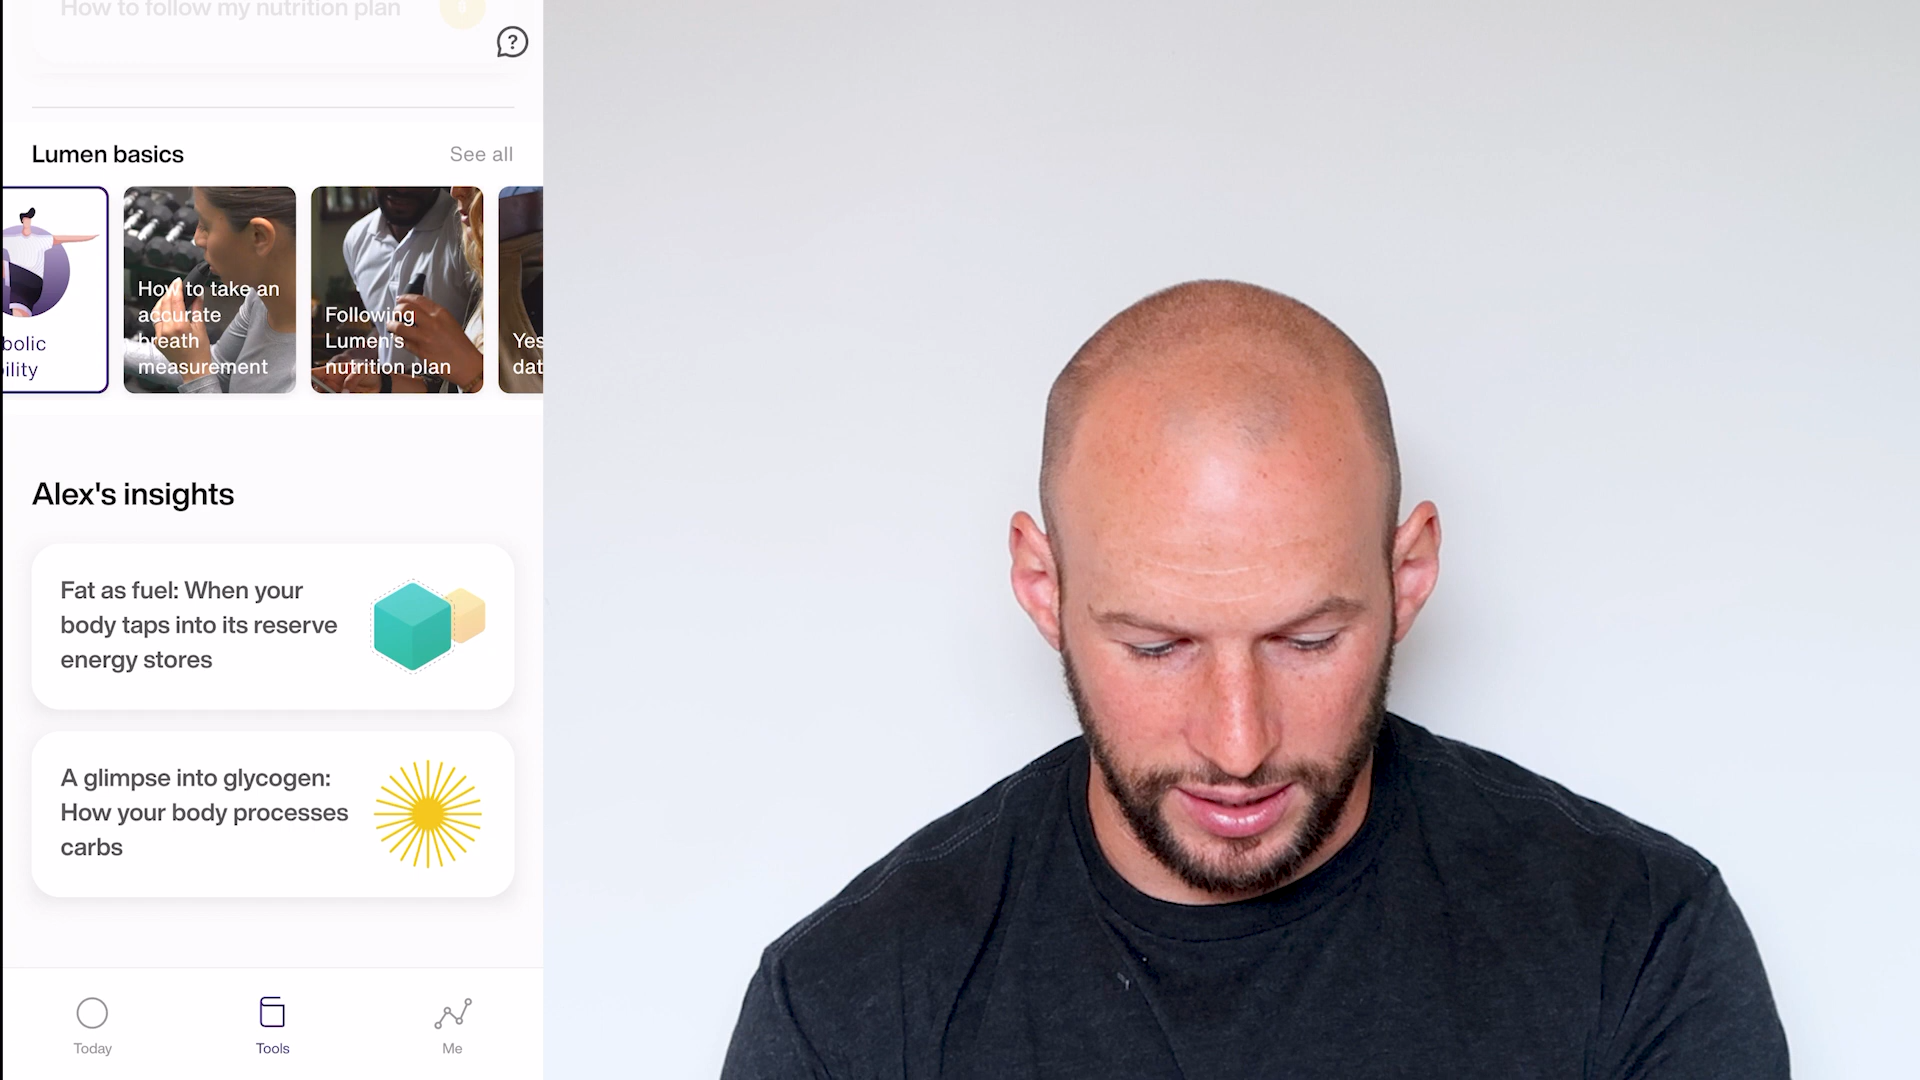 How to follow my nutrition plan
?
Lumen basics
See all
bolic
ility
How to take an
accurate
breath
measurement
Following
Lumen's
nutrition plan
Yes
dat
Alex's insights
Fat as fuel: When your
body taps into its reserve
energy stores
A glimpse into glycogen:
How your body processes
carbs
Today
Tools
Me